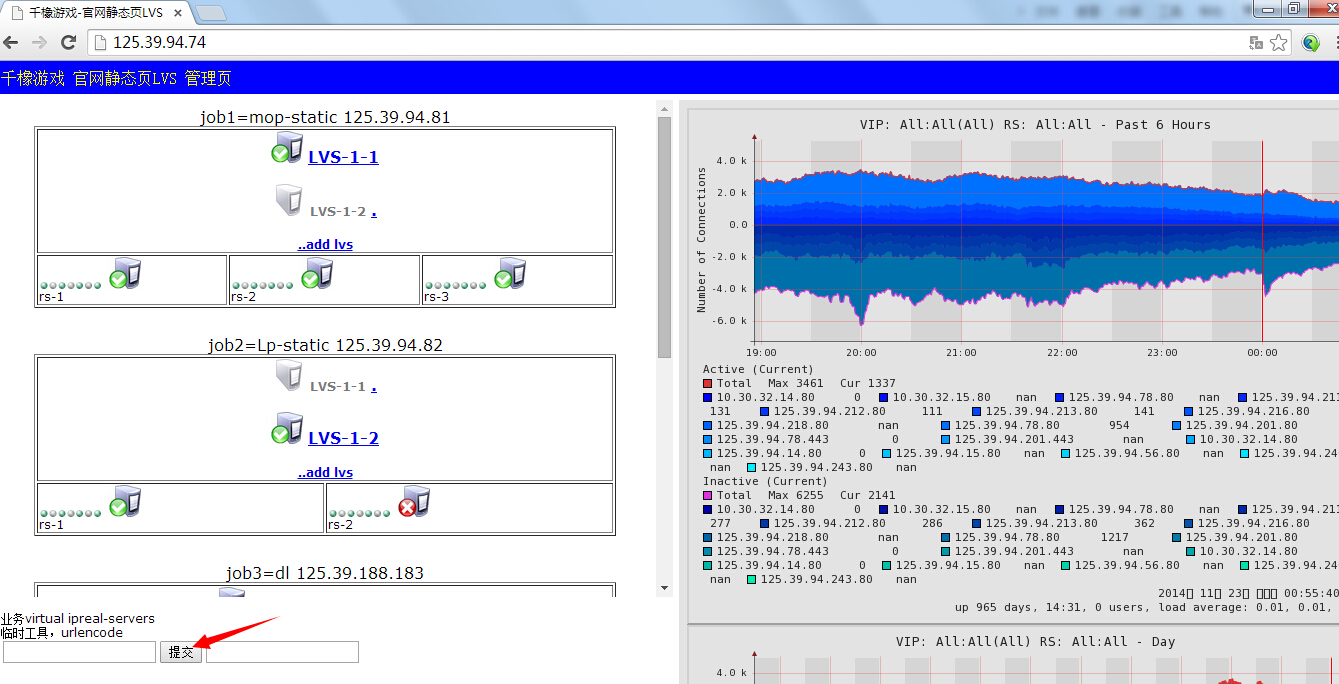 千橡游戏-官网静态页LVS
125.39.94.74
千橡游戏 官网静态页LVS 管理页
job1=mop-static 125.39.94.81
LVS-1-1
LVS-1-2 .
..add lvs
rs-1 rs-2 rs-3
job2=Lp-static 125.39.94.82
LVS-1-1 .
LVS-1-2
..add lvs
rs-1 rs-2
job3=dl 125.39.188.183
业务virtual ipreal-servers
临时工具，urlencode
提交
VIP: All:All(All) RS: All:All - Past 6 Hours
Number of Connections
4.0 k
2.0 k
0.0
-2.0 k
-4.0 k
-6.0 k
19:00 20:00 21:00 22:00 23:00 00:00
Active (Current)
Total Max 3461 Cur 1337
10.30.32.14.80 0 10.30.32.15.80 nan 125.39.94.78.80 nan 125.39.94.211
131 125.39.94.212.80 111 125.39.94.213.80 141 125.39.94.216.80
125.39.94.218.80 nan 125.39.94.78.80 954 125.39.94.201.80
125.39.94.78.443 0 125.39.94.201.443 nan 10.30.32.14.80
125.39.94.14.80 0 125.39.94.15.80 nan 125.39.94.56.80 nan 125.39.94.24
nan 125.39.94.243.80 nan
Inactive (Current)
Total Max 6255 Cur 2141
10.30.32.14.80 0 10.30.32.15.80 nan 125.39.94.78.80 nan 125.39.94.211
277 125.39.94.212.80 286 125.39.94.213.80 362 125.39.94.216.80
125.39.94.218.80 nan 125.39.94.78.80 1217 125.39.94.201.80
125.39.94.78.443 0 125.39.94.201.443 nan 10.30.32.14.80
125.39.94.14.80 0 125.39.94.15.80 nan 125.39.94.56.80 nan 125.39.94.24
nan 125.39.94.243.80 nan
2014 11 23 00:55:40
up 965 days, 14:31, 0 users, load average: 0.01, 0.01,
VIP: All:All(All) RS: All:All - Day
4.0 k